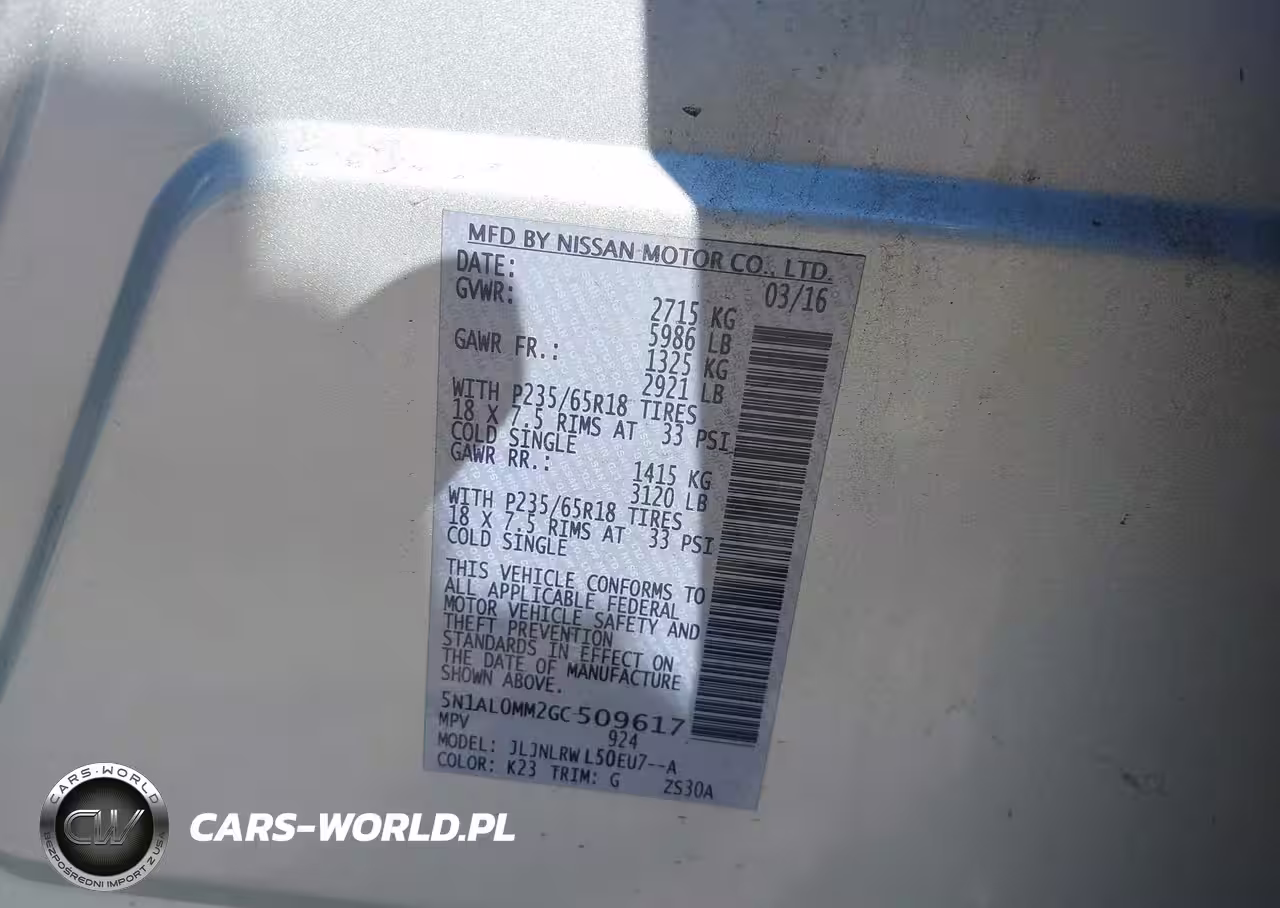 MFD BY NISSAN MOTOR CO., LTD.
DATE: 03/16
GVWR: 2715 KG
5986 LB
GAWR FR.: 1325 KG
2921 LB
WITH P235/65R18 TIRES
18 X 7.5 RIMS AT 33 PSI
COLD SINGLE
GAWR RR.: 1415 KG
3120 LB
WITH P235/65R18 TIRES
18 X 7.5 RIMS AT 33 PSI
COLD SINGLE
THIS VEHICLE CONFORMS TO
ALL APPLICABLE FEDERAL
MOTOR VEHICLE SAFETY AND
THEFT PREVENTION
STANDARDS IN EFFECT ON
THE DATE OF MANUFACTURE
SHOWN ABOVE.
5N1AL0MM2GC509617
MPV 924
MODEL: JLJNLRWL50EU7--A
COLOR: K23 TRIM: G ZS30A
CARS-WORLD
CW
BEZPOŚREDNI IMPORT Z USA
CARS-WORLD.PL